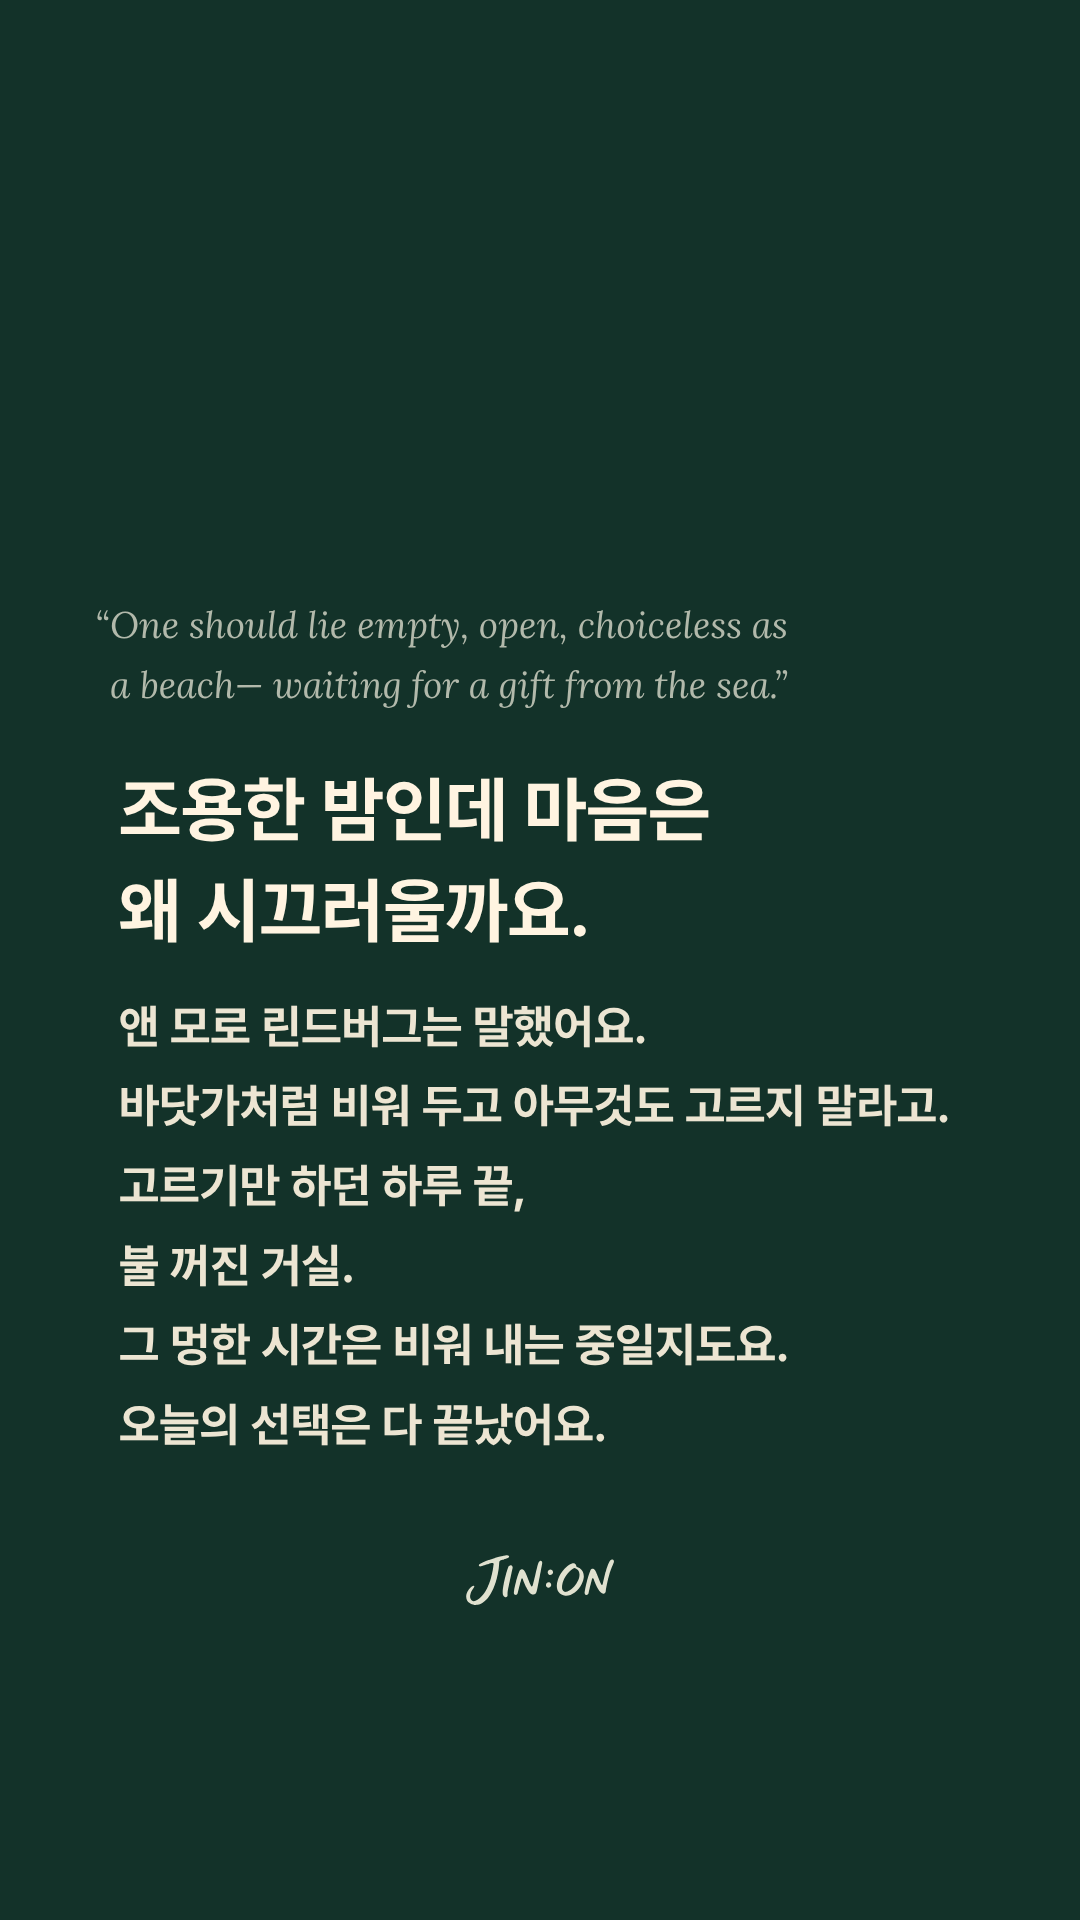 “One should lie empty, open, choiceless as
a beach— waiting for a gift from the sea.”
조용한 밤인데 마음은
왜 시끄러울까요.
앤 모로 린드버그는 말했어요.
바닷가처럼 비워 두고 아무것도 고르지 말라고.
고르기만 하던 하루 끝,
불 꺼진 거실.
그 멍한 시간은 비워 내는 중일지도요.
오늘의 선택은 다 끝났어요.
JIN:ON